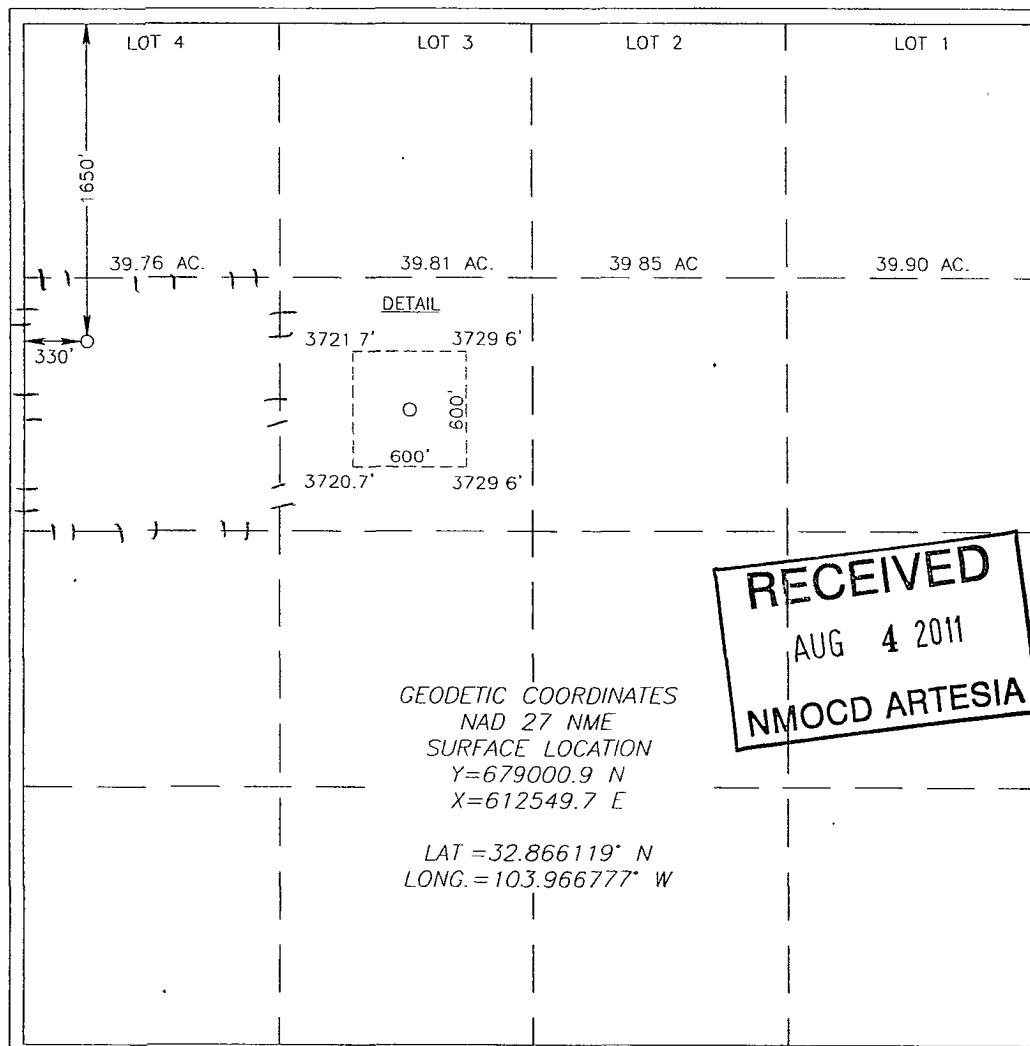 LOT 4 LOT 3 LOT 2 LOT 1
1650'
39.76 AC. 39.81 AC. 39 85 AC 39.90 AC.
DETAIL
3721 7' 3729 6'
330'
600'
600'
3720.7' 3729 6'
RECEIVED
AUG 4 2011
NMOCD ARTESIA
GEODETIC COORDINATES
NAD 27 NME
SURFACE LOCATION
Y=679000.9 N
X=612549.7 E
LAT =32.866119° N
LONG.=103.966777° W